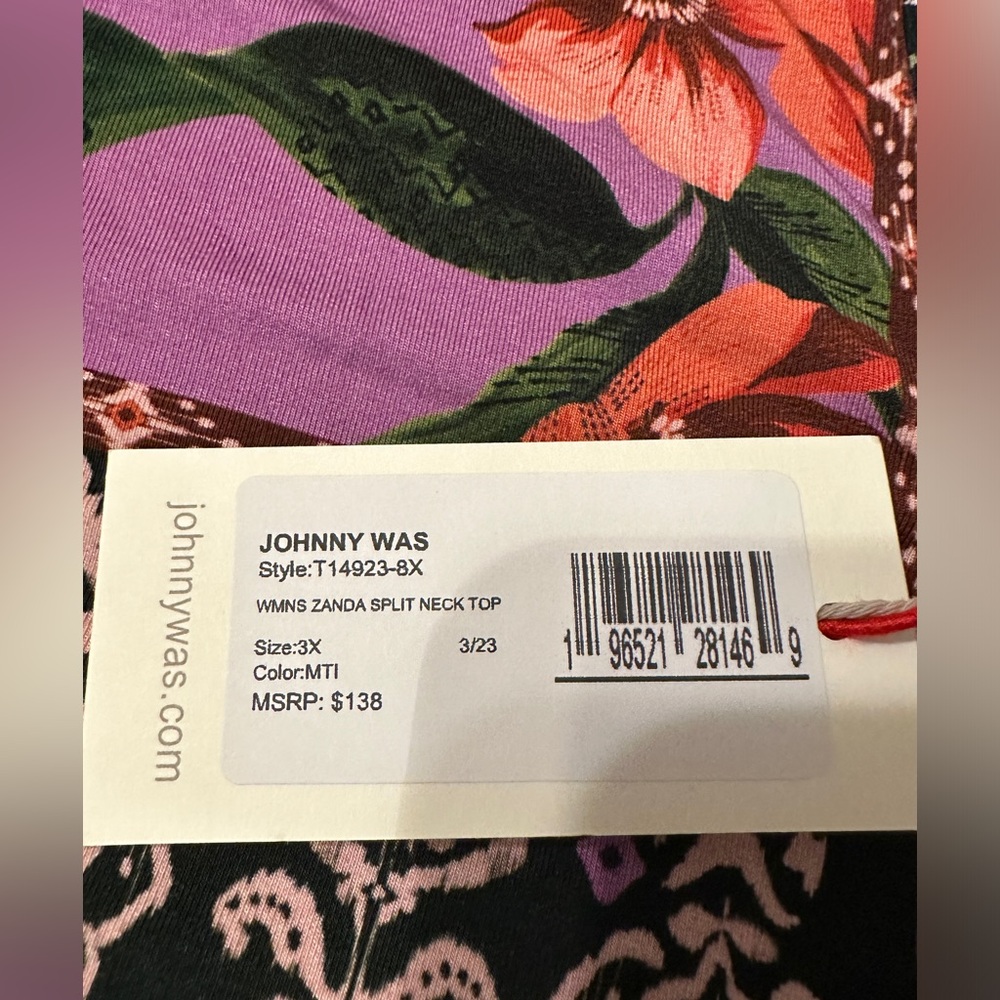 johnnywas.com
JOHNNY WAS
Style:T14923-8X
WMNS ZANDA SPLIT NECK TOP
Size:3X 3/23
Color:MTI
MSRP: $138
1 96521 28146 9